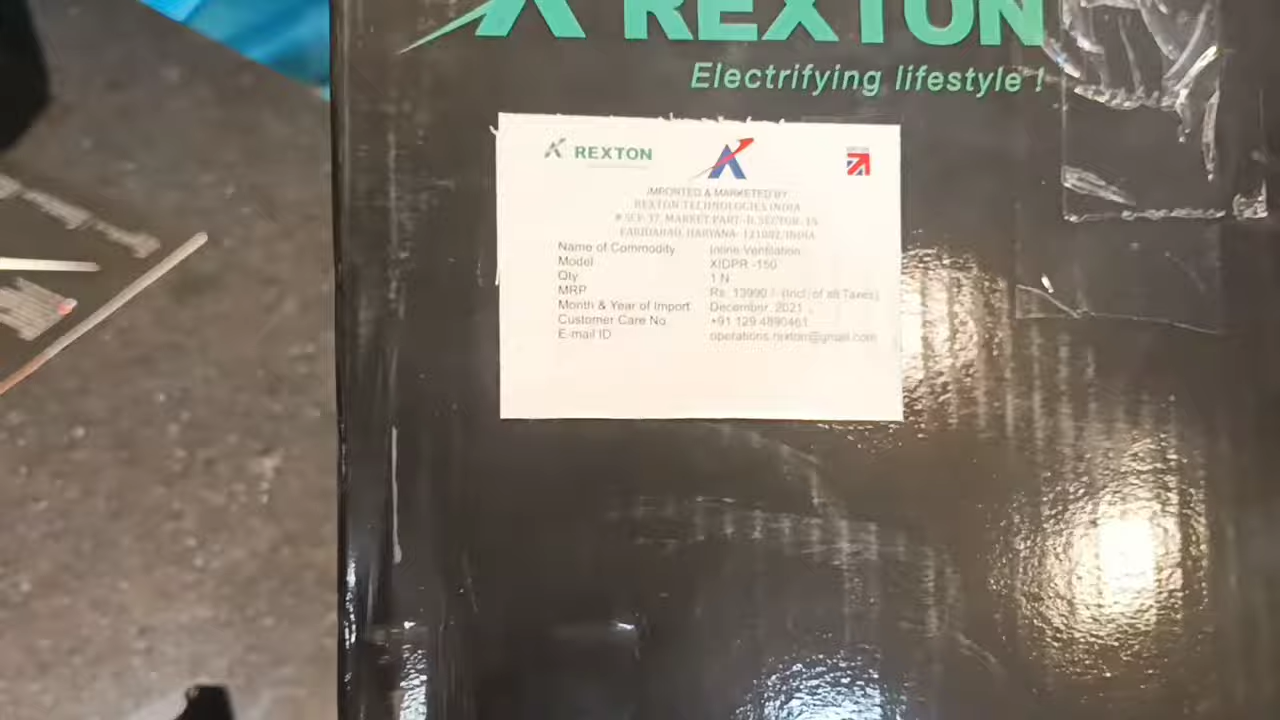 REXTON
Electrifying lifestyle !
REXTON
IMPORTED & MARKETED BY
REXTON TECHNOLOGIES INDIA
# SCF-37, MARKET PART-II, SECTOR-19
FARIDABAD, HARYANA- 121002, INDIA
Name of Commodity Inline Ventilation
Model XIDPR -150
Qty 1 N
MRP Rs. 13990 /- (Incl. of all Taxes)
Month & Year of Import December, 2021
Customer Care No. +91 129 4890461
E-mail ID operations.rexton@gmail.com